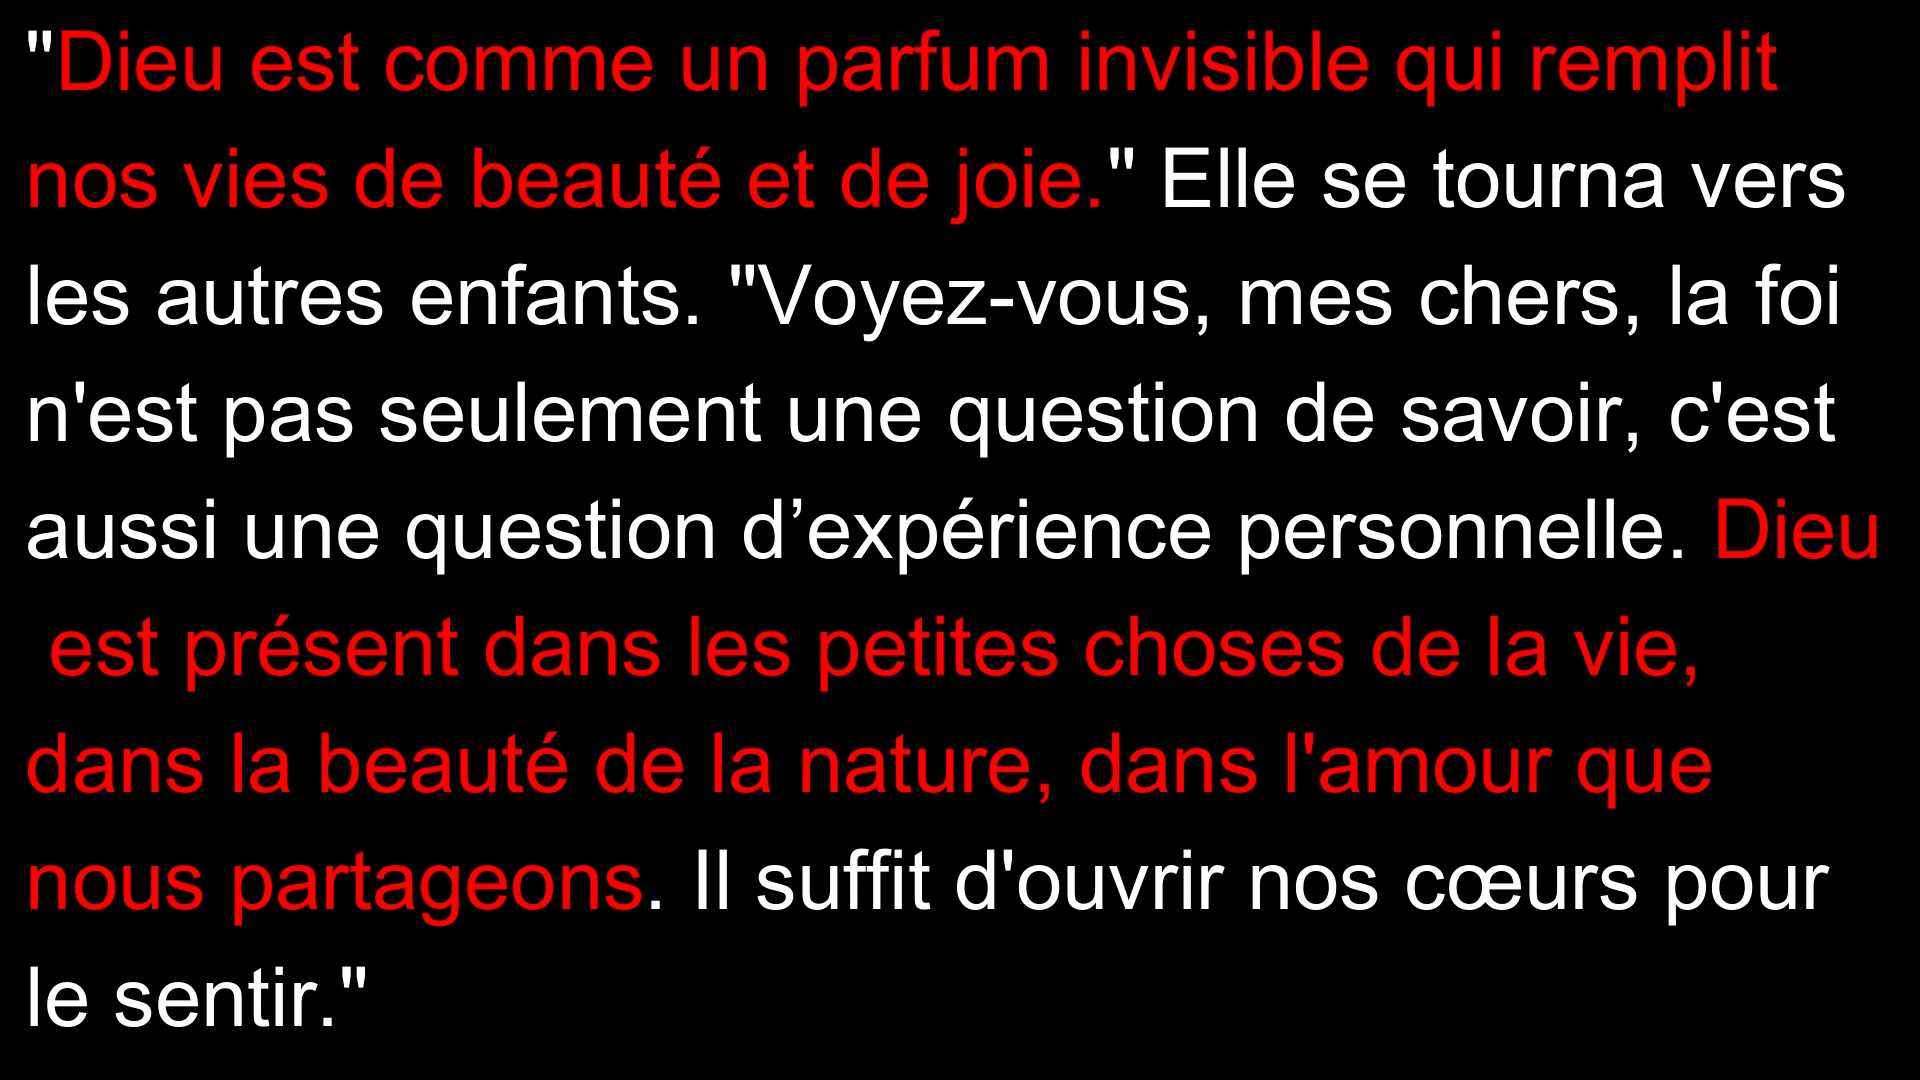 "Dieu est comme un parfum invisible qui remplit
nos vies de beauté et de joie." Elle se tourna vers
les autres enfants. "Voyez-vous, mes chers, la foi
n'est pas seulement une question de savoir, c'est
aussi une question d’expérience personnelle. Dieu
est présent dans les petites choses de la vie,
dans la beauté de la nature, dans l'amour que
nous partageons. Il suffit d'ouvrir nos cœurs pour
le sentir."